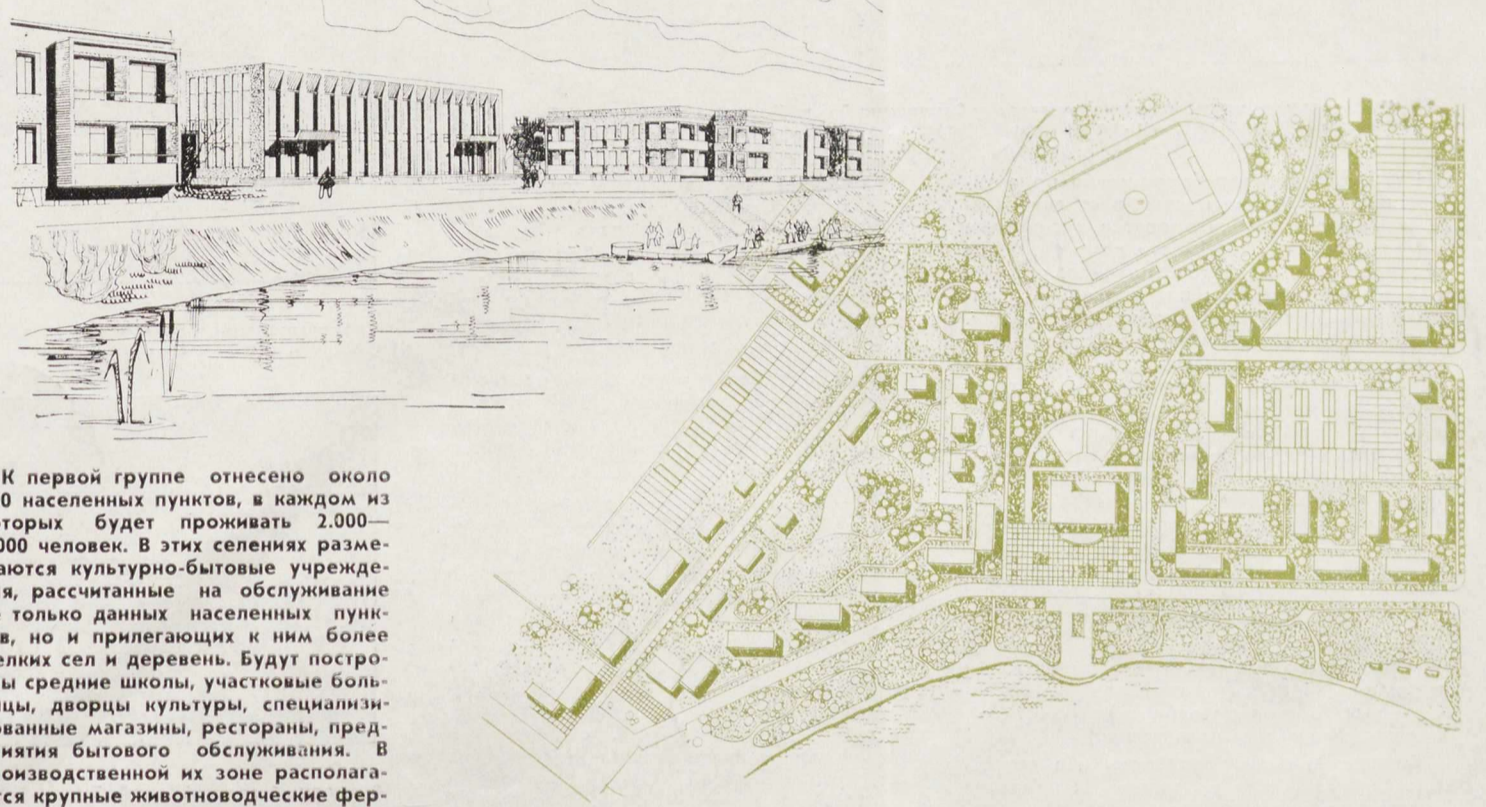 К первой группе отнесено около
0 населенных пунктов, в каждом из
торых будет проживать 2.000—
000 человек. В этих селениях разме-
аются культурно-бытовые учрежде-
я, рассчитанные на обслуживание
только данных населенных пунк-
в, но и прилегающих к ним более
елких сел и деревень. Будут постро-
ы средние школы, участковые боль-
цы, дворцы культуры, специализи-
ованные магазины, рестораны, пред-
иятия бытового обслуживания. В
оизводственной их зоне располага-
тся крупные животноводческие фер-